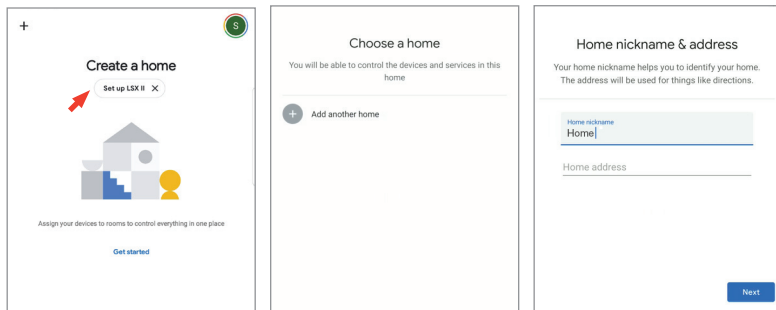 +
S
Create a home
Set up LSX II X
Assign your devices to rooms to control everything in one place
Get started
Choose a home
You will be able to control the devices and services in this
home
+ Add another home
Home nickname & address
Your home nickname helps you to identify your home.
The address will be used for things like directions.
Home nickname
Home
Home address
Next